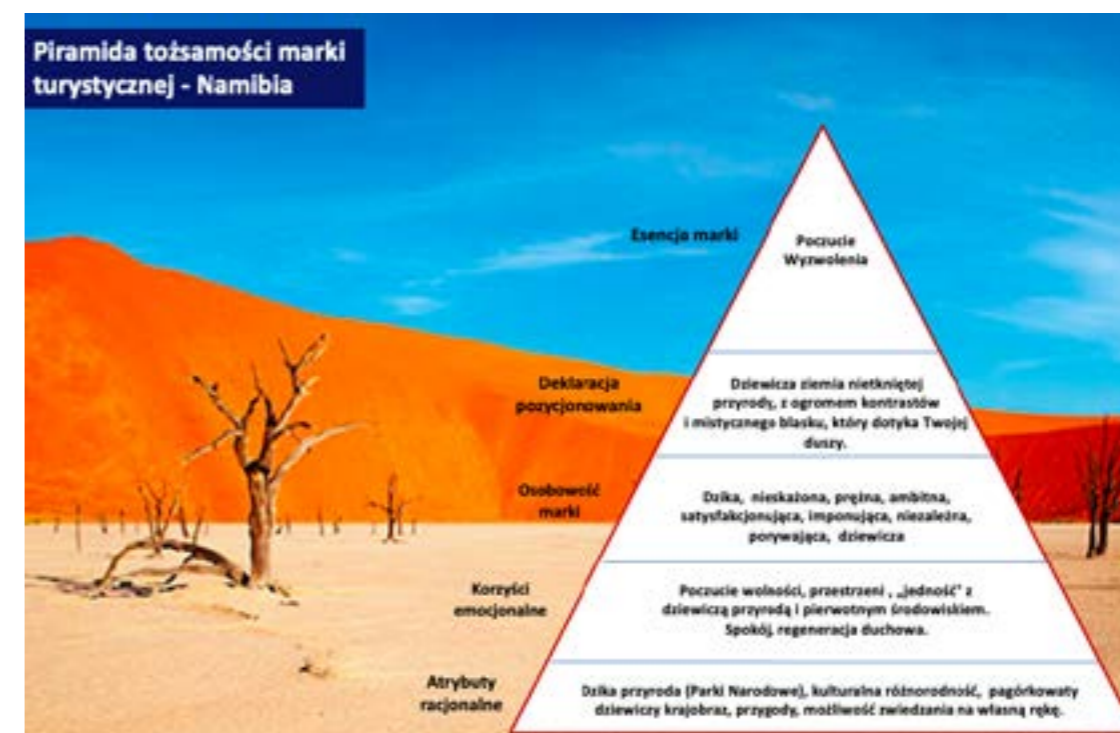 Piramida tożsamości marki
turystycznej - Namibia
Esencja marki
Poczucie
Wyzwolenia
Deklaracja
pozycjonowania
Dziewicza ziemia nietkniętej
przyrody, z ogromem kontrastów
i mistycznego blasku, który dotyka Twojej
duszy.
Osobowość
marki
Dzika, nieskażona, prężna, ambitna,
satysfakcjonująca, imponująca, niezależna,
porywająca, dziewicza
Korzyści
emocjonalne
Poczucie wolności, przestrzeni , „jedność" z
dziewiczą przyrodą i pierwotnym środowiskiem.
Spokój, regeneracja duchowa.
Atrybuty
racjonalne
Dzika przyroda (Parki Narodowe), kulturalna różnorodność, pagórkowaty
dziewiczy krajobraz, przygody, możliwość zwiedzania na własną rękę.